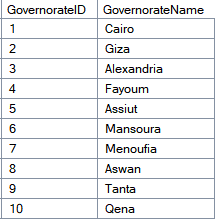 GovernorateID GovernorateName
1 Cairo
2 Giza
3 Alexandria
4 Fayoum
5 Assiut
6 Mansoura
7 Menoufia
8 Aswan
9 Tanta
10 Qena